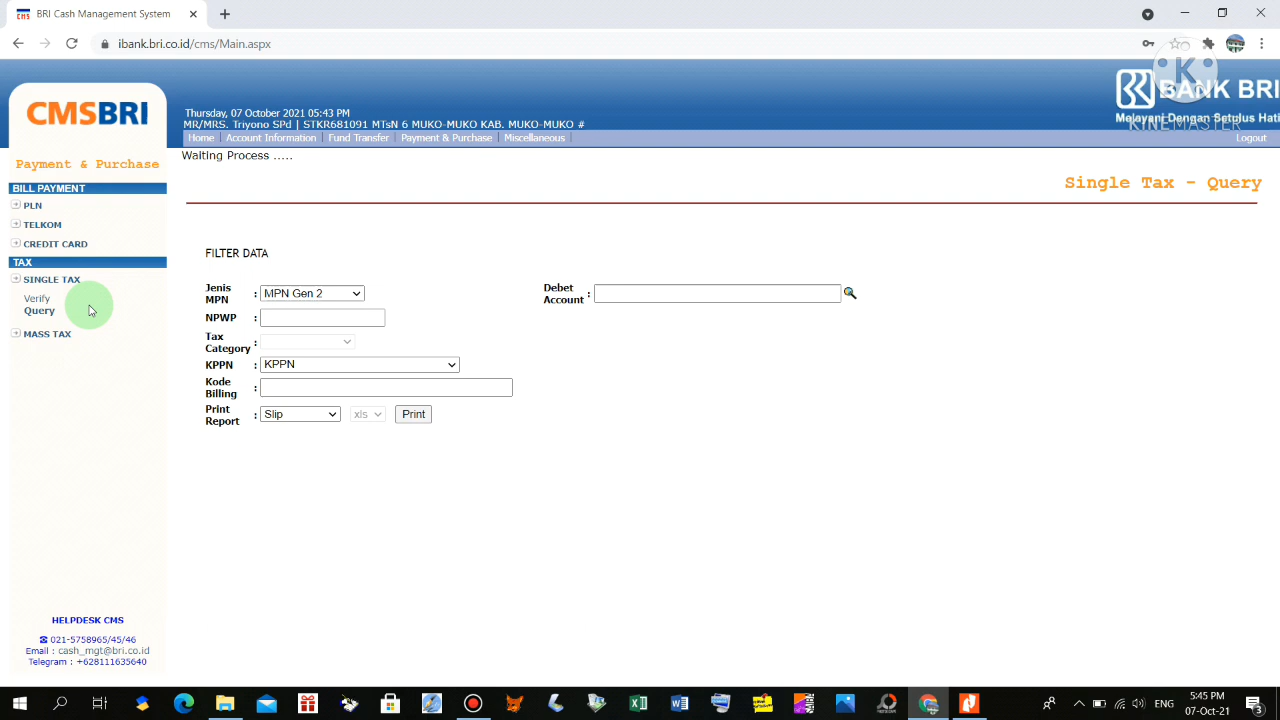 BRI Cash Management System
ibank.bri.co.id/cms/Main.aspx
CMSBRI
BANK BRI
Melayani Dengan Setulus Hati
KINEMASTER
Thursday, 07 October 2021 05:43 PM
MR/MRS. Triyono SPd | STKR681091 MTsN 6 MUKO-MUKO KAB. MUKO-MUKO #
Home Account Information Fund Transfer Payment & Purchase Miscellaneous
Logout
Waiting Process .....
Payment & Purchase
Single Tax - Query
BILL PAYMENT
PLN
TELKOM
CREDIT CARD
TAX
SINGLE TAX
Verify
Query
MASS TAX
FILTER DATA
Jenis MPN : MPN Gen 2
Debet Account :
NPWP :
Tax Category :
KPPN : KPPN
Kode Billing :
Print Report : Slip xls Print
HELPDESK CMS
021-5758965/45/46
Email : cash_mgt@bri.co.id
Telegram : +628111635640
ENG
5:45 PM
07-Oct-21
3